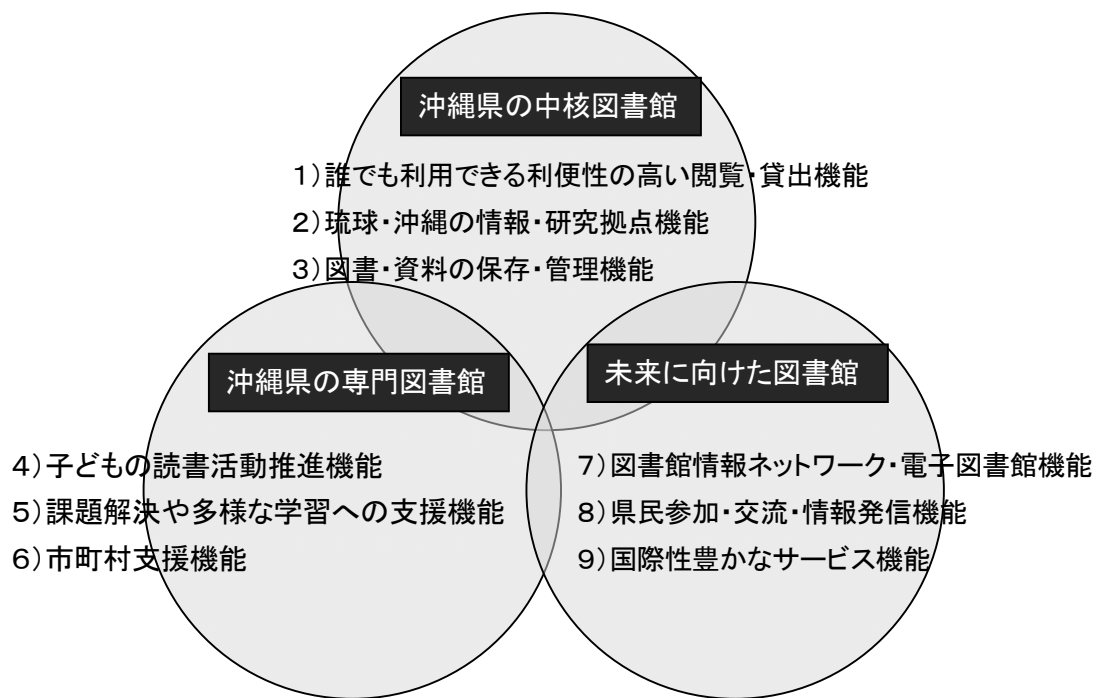 沖縄県の中核図書館
1）誰でも利用できる利便性の高い閲覧・貸出機能
2）琉球・沖縄の情報・研究拠点機能
3）図書・資料の保存・管理機能
沖縄県の専門図書館
4）子どもの読書活動推進機能
5）課題解決や多様な学習への支援機能
6）市町村支援機能
未来に向けた図書館
7）図書館情報ネットワーク・電子図書館機能
8）県民参加・交流・情報発信機能
9）国際性豊かなサービス機能